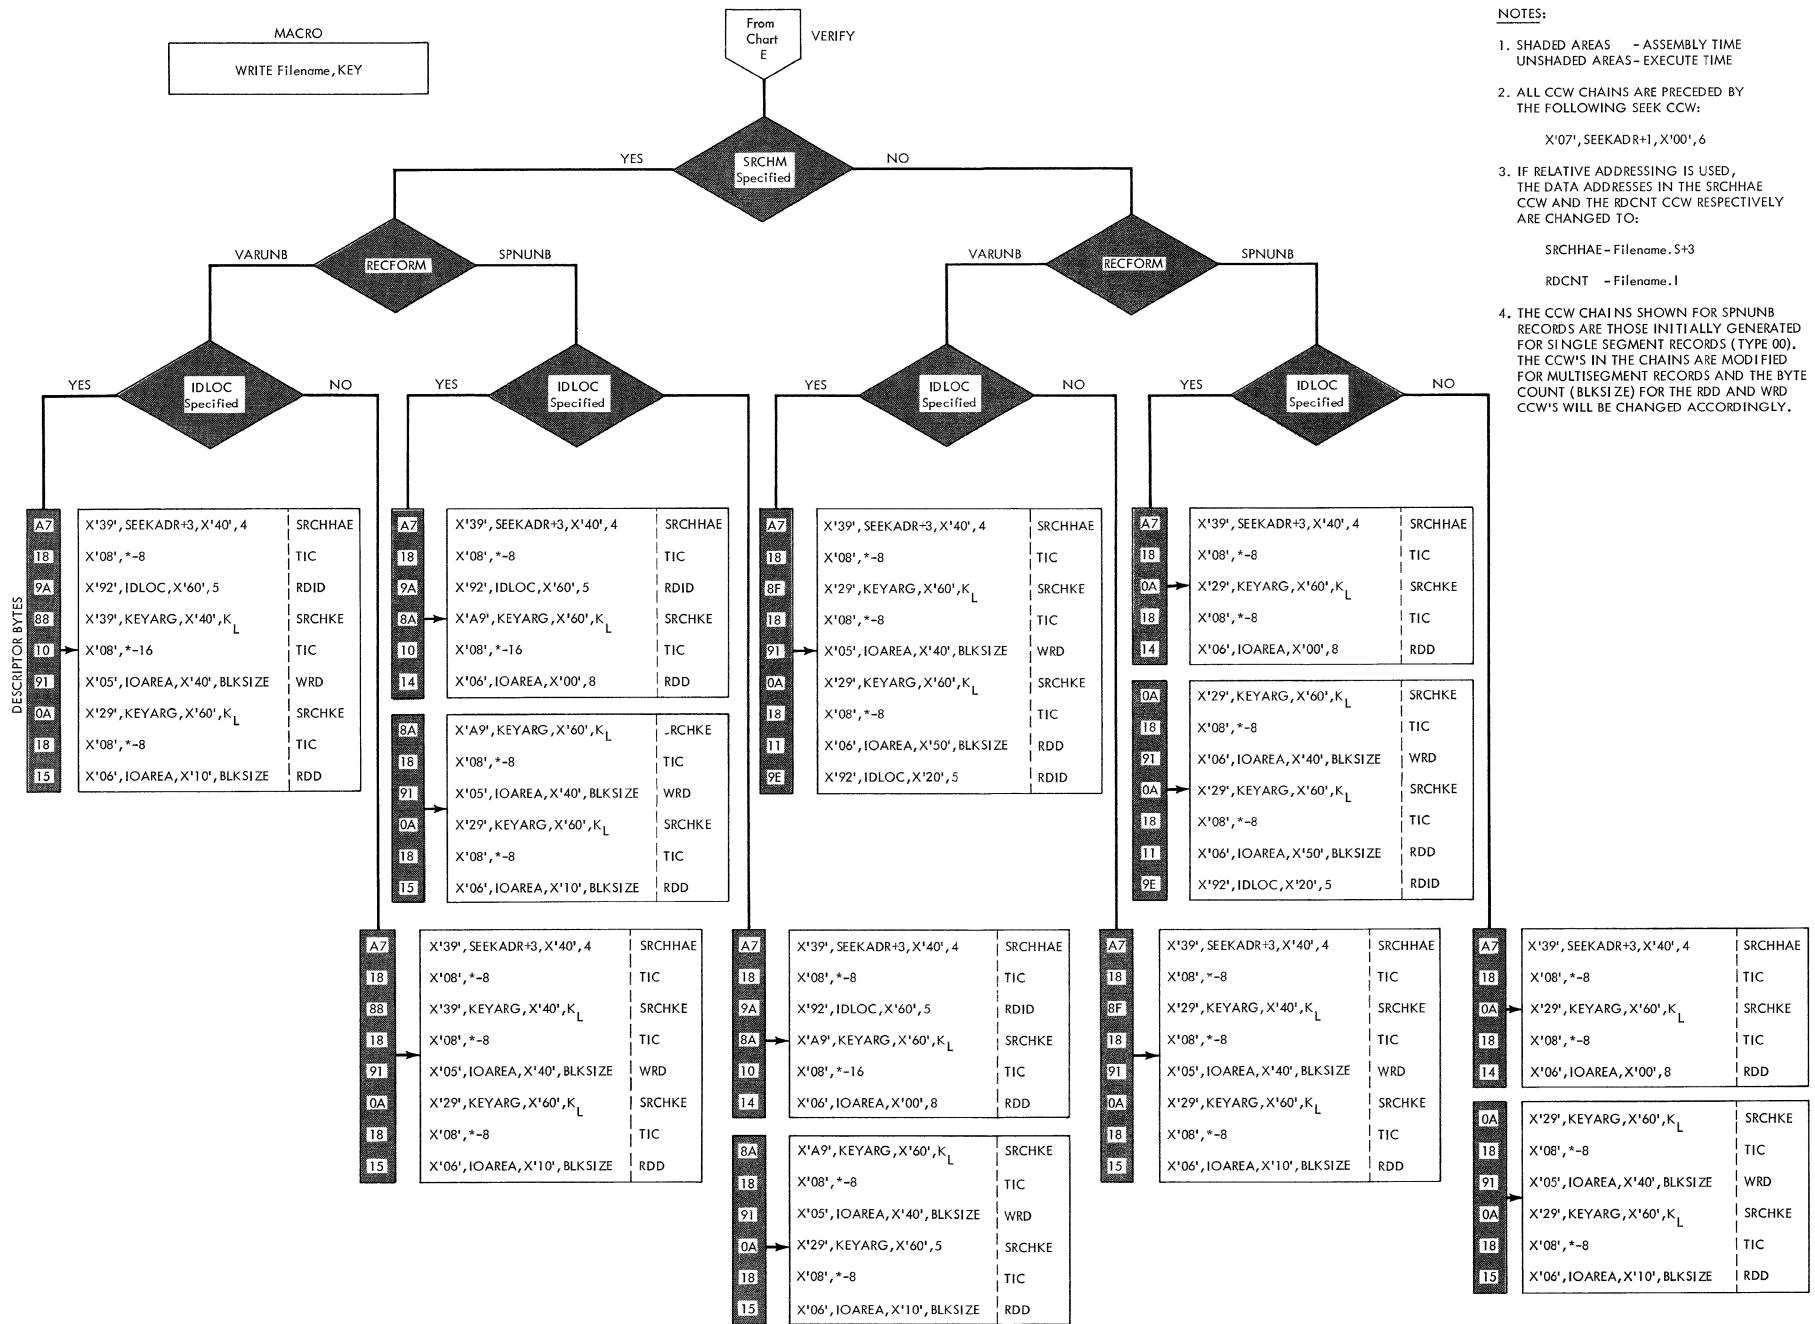 MACRO
WRITE Filename,KEY
From
Chart
E
VERIFY
NOTES:
1. SHADED AREAS - ASSEMBLY TIME
UNSHADED AREAS - EXECUTE TIME
2. ALL CCW CHAINS ARE PRECEDED BY
THE FOLLOWING SEEK CCW:
X'07',SEEKADR+1,X'00',6
3. IF RELATIVE ADDRESSING IS USED,
THE DATA ADDRESSES IN THE SRCHHAE
CCW AND THE RDCNT CCW RESPECTIVELY
ARE CHANGED TO:
SRCHHAE-Filename.S+3
RDCNT -Filename.I
4. THE CCW CHAINS SHOWN FOR SPNUNB
RECORDS ARE THOSE INITIALLY GENERATED
FOR SINGLE SEGMENT RECORDS (TYPE 00).
THE CCW'S IN THE CHAINS ARE MODIFIED
FOR MULTISEGMENT RECORDS AND THE BYTE
COUNT (BLKSIZE) FOR THE RDD AND WRD
CCW'S WILL BE CHANGED ACCORDINGLY.
YES
SRCHM
Specified
NO
VARUNB
RECFORM
SPNUNB
VARUNB
RECFORM
SPNUNB
YES
IDLOC
Specified
NO
YES
IDLOC
Specified
YES
IDLOC
Specified
NO
YES
IDLOC
Specified
NO
DESCRIPTOR BYTES
A7 X'39',SEEKADR+3,X'40',4 SRCHHAE
18 X'08',*-8 TIC
9A X'92',IDLOC,X'60',5 RDID
88 X'39',KEYARG,X'40',KL SRCHKE
10 X'08',*-16 TIC
91 X'05',IOAREA,X'40',BLKSIZE WRD
0A X'29',KEYARG,X'60',KL SRCHKE
18 X'08',*-8 TIC
15 X'06',IOAREA,X'10',BLKSIZE RDD
A7 X'39',SEEKADR+3,X'40',4 SRCHHAE
18 X'08',*-8 TIC
9A X'92',IDLOC,X'60',5 RDID
8A X'A9',KEYARG,X'60',KL SRCHKE
10 X'08',*-16 TIC
14 X'06',IOAREA,X'00',8 RDD
8A X'A9',KEYARG,X'60',KL SRCHKE
18 X'08',*-8 TIC
91 X'05',IOAREA,X'40',BLKSIZE WRD
0A X'29',KEYARG,X'60',KL SRCHKE
18 X'08',*-8 TIC
15 X'06',IOAREA,X'10',BLKSIZE RDD
A7 X'39',SEEKADR+3,X'40',4 SRCHHAE
18 X'08',*-8 TIC
8F X'29',KEYARG,X'60',KL SRCHKE
18 X'08',*-8 TIC
91 X'05',IOAREA,X'40',BLKSIZE WRD
0A X'29',KEYARG,X'60',KL SRCHKE
18 X'08',*-8 TIC
11 X'06',IOAREA,X'50',BLKSIZE RDD
9E X'92',IDLOC,X'20',5 RDID
A7 X'39',SEEKADR+3,X'40',4 SRCHHAE
18 X'08',*-8 TIC
0A X'29',KEYARG,X'60',KL SRCHKE
18 X'08',*-8 TIC
14 X'06',IOAREA,X'00',8 RDD
0A X'29',KEYARG,X'60',KL SRCHKE
18 X'08',*-8 TIC
91 X'06',IOAREA,X'40',BLKSIZE WRD
0A X'29',KEYARG,X'60',KL SRCHKE
18 X'08',*-8 TIC
11 X'06',IOAREA,X'50',BLKSIZE RDD
9E X'92',IDLOC,X'20',5 RDID
A7 X'39',SEEKADR+3,X'40',4 SRCHHAE
18 X'08',*-8 TIC
88 X'39',KEYARG,X'40',KL SRCHKE
18 X'08',*-8 TIC
91 X'05',IOAREA,X'40',BLKSIZE WRD
0A X'29',KEYARG,X'60',KL SRCHKE
18 X'08',*-8 TIC
15 X'06',IOAREA,X'10',BLKSIZE RDD
A7 X'39',SEEKADR+3,X'40',4 SRCHHAE
18 X'08',*-8 TIC
9A X'92',IDLOC,X'60',5 RDID
8A X'A9',KEYARG,X'60',KL SRCHKE
10 X'08',*-16 TIC
14 X'06',IOAREA,X'00',8 RDD
8A X'A9',KEYARG,X'60',KL SRCHKE
18 X'08',*-8 TIC
91 X'05',IOAREA,X'40',BLKSIZE WRD
0A X'29',KEYARG,X'60',5 SRCHKE
18 X'08',*-8 TIC
15 X'06',IOAREA,X'10',BLKSIZE RDD
A7 X'39',SEEKADR+3,X'40',4 SRCHHAE
18 X'08',*-8 TIC
8F X'29',KEYARG,X'40',KL SRCHKE
18 X'08',*-8 TIC
91 X'05',IOAREA,X'40',BLKSIZE WRD
0A X'29',KEYARG,X'60',KL SRCHKE
18 X'08',*-8 TIC
15 X'06',IOAREA,X'10',BLKSIZE RDD
A7 X'39',SEEKADR+3,X'40',4 SRCHHAE
18 X'08',*-8 TIC
0A X'29',KEYARG,X'60',KL SRCHKE
18 X'08',*-8 TIC
14 X'06',IOAREA,X'00',8 RDD
0A X'29',KEYARG,X'60',KL SRCHKE
18 X'08',*-8 TIC
91 X'05',IOAREA,X'40',BLKSIZE WRD
0A X'29',KEYARG,X'60',KL SRCHKE
18 X'08',*-8 TIC
15 X'06',IOAREA,X'10',BLKSIZE RDD